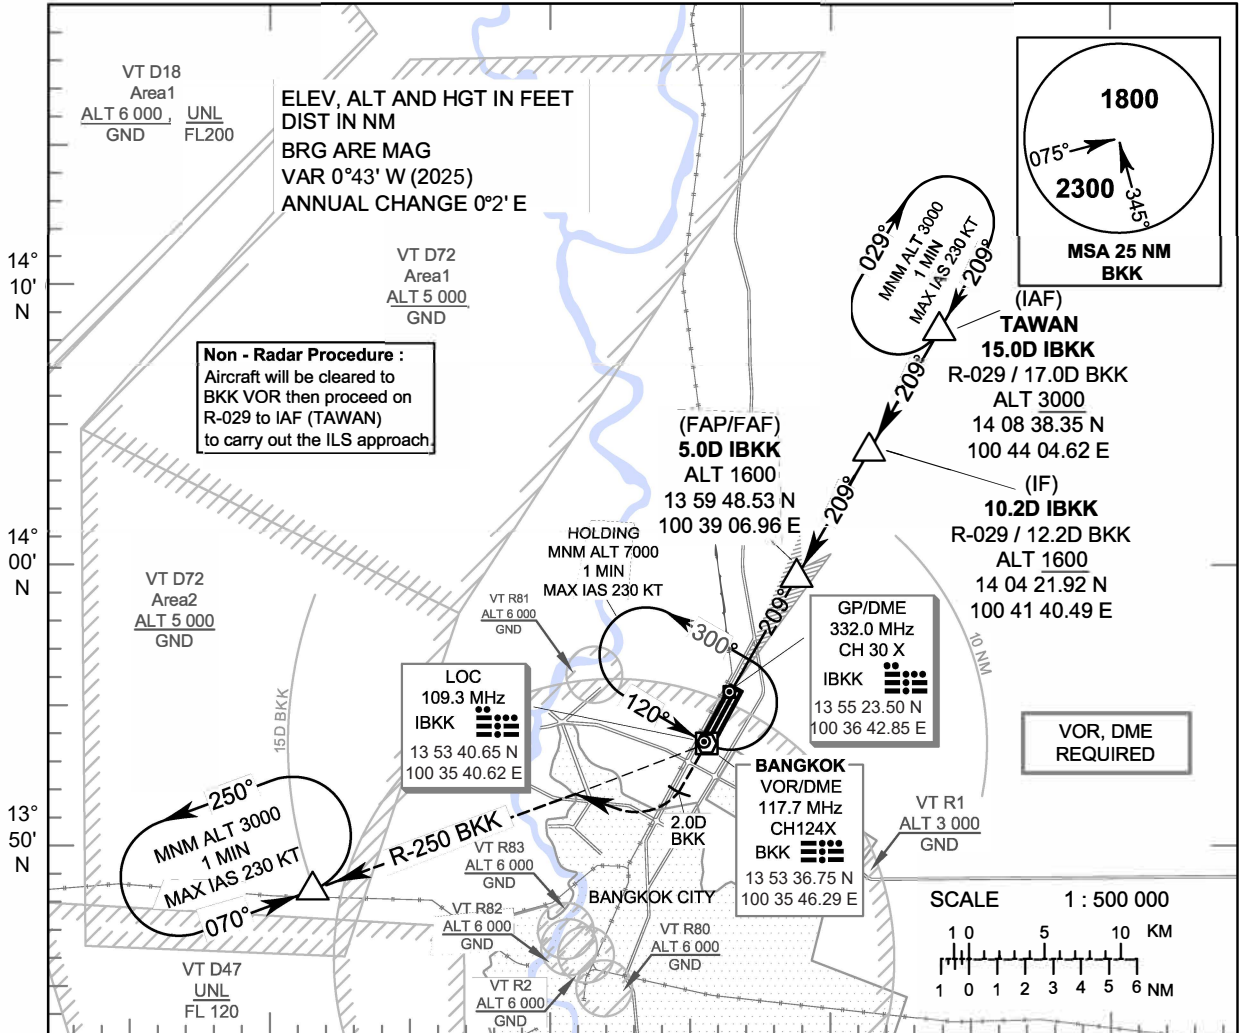 VT D18
Area1
ALT 6 000 , UNL
GND FL200
ELEV, ALT AND HGT IN FEET
DIST IN NM
BRG ARE MAG
VAR 0°43' W (2025)
ANNUAL CHANGE 0°2' E
1800
075°
2300
345°
MSA 25 NM
BKK
14°
10'
N
VT D72
Area1
ALT 5 000
GND
029°
MNM ALT 3000
1 MIN
MAX IAS 230 KT
209°
(IAF)
TAWAN
15.0D IBKK
R-029 / 17.0D BKK
ALT 3000
14 08 38.35 N
100 44 04.62 E
209°
Non - Radar Procedure :
Aircraft will be cleared to
BKK VOR then proceed on
R-029 to IAF (TAWAN)
to carry out the ILS approach.
(FAP/FAF)
5.0D IBKK
ALT 1600
13 59 48.53 N
100 39 06.96 E
209°
(IF)
10.2D IBKK
R-029 / 12.2D BKK
ALT 1600
14 04 21.92 N
100 41 40.49 E
14°
00'
N
VT D72
Area2
ALT 5 000
GND
HOLDING
MNM ALT 7000
1 MIN
MAX IAS 230 KT
VT R81
ALT 6 000
GND
300°
209°
120°
GP/DME
332.0 MHz
CH 30 X
IBKK
13 55 23.50 N
100 36 42.85 E
10 NM
LOC
109.3 MHz
IBKK
13 53 40.65 N
100 35 40.62 E
15D BKK
VOR, DME
REQUIRED
BANGKOK
VOR/DME
117.7 MHz
CH124X
BKK
13 53 36.75 N
100 35 46.29 E
13°
50'
N
250°
MNM ALT 3000
1 MIN
MAX IAS 230 KT
070°
R-250 BKK
2.0D
BKK
VT R1
ALT 3 000
GND
VT R83
ALT 6 000
GND
BANGKOK CITY
VT R82
ALT 6 000
GND
VT R80
ALT 6 000
GND
VT R2
ALT 6 000
GND
VT D47
UNL
FL 120
SCALE 1 : 500 000
1 0 5 10 KM
1 0 1 2 3 4 5 6 NM